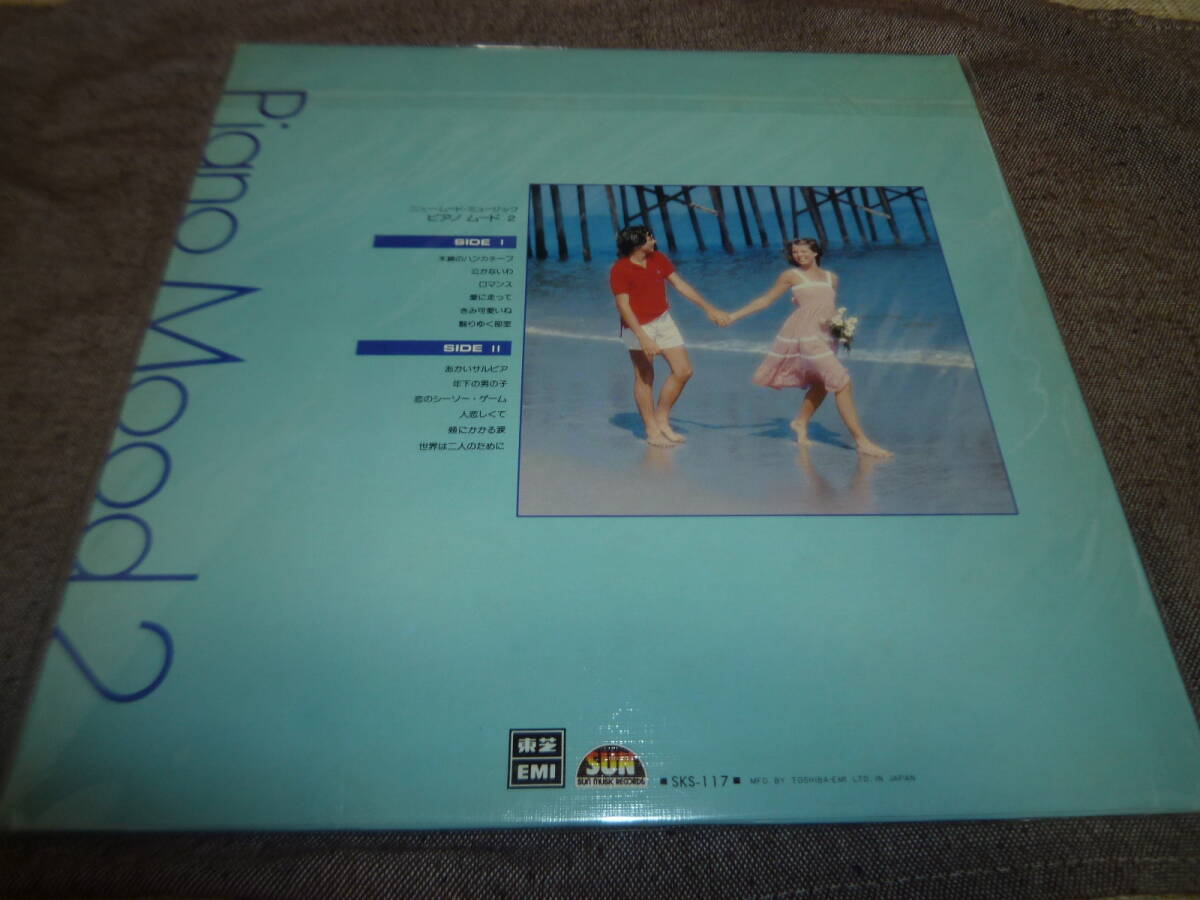 Piano Mood 2
ニュー・ムード・ミュージック
ピアノ ムード 2
SIDE I
木綿のハンカチーフ
泣かないわ
ロマンス
愛に走って
きみ可愛いね
翳りゆく部屋
SIDE II
あかいサルビア
年下の男の子
恋のシーソー・ゲーム
人恋しくて
頬にかかる涙
世界は二人のために
東芝
EMI
SUN
SUN MUSIC RECORDS
■SKS-117■ MFD. BY TOSHIBA-EMI LTD. IN JAPAN